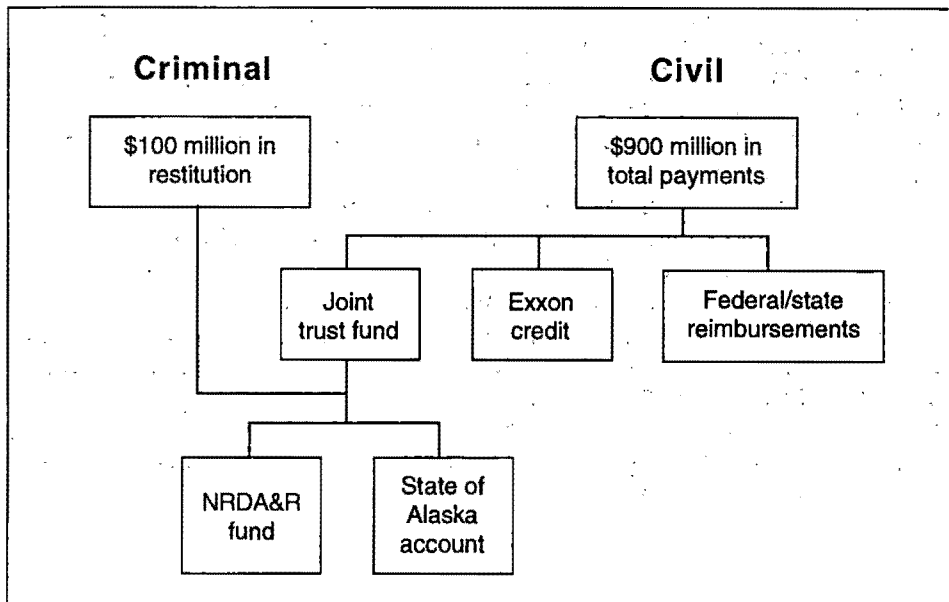 Criminal
Civil
$100 million in
restitution
$900 million in
total payments
Joint
trust fund
Exxon
credit
Federal/state
reimbursements
NRDA&R
fund
State of
Alaska
account